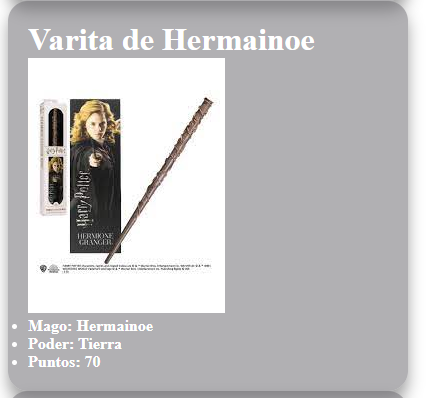 Varita de Hermainoe
Harry Potter
HERMIONE
GRANGER
Mago: Hermainoe
Poder: Tierra
Puntos: 70